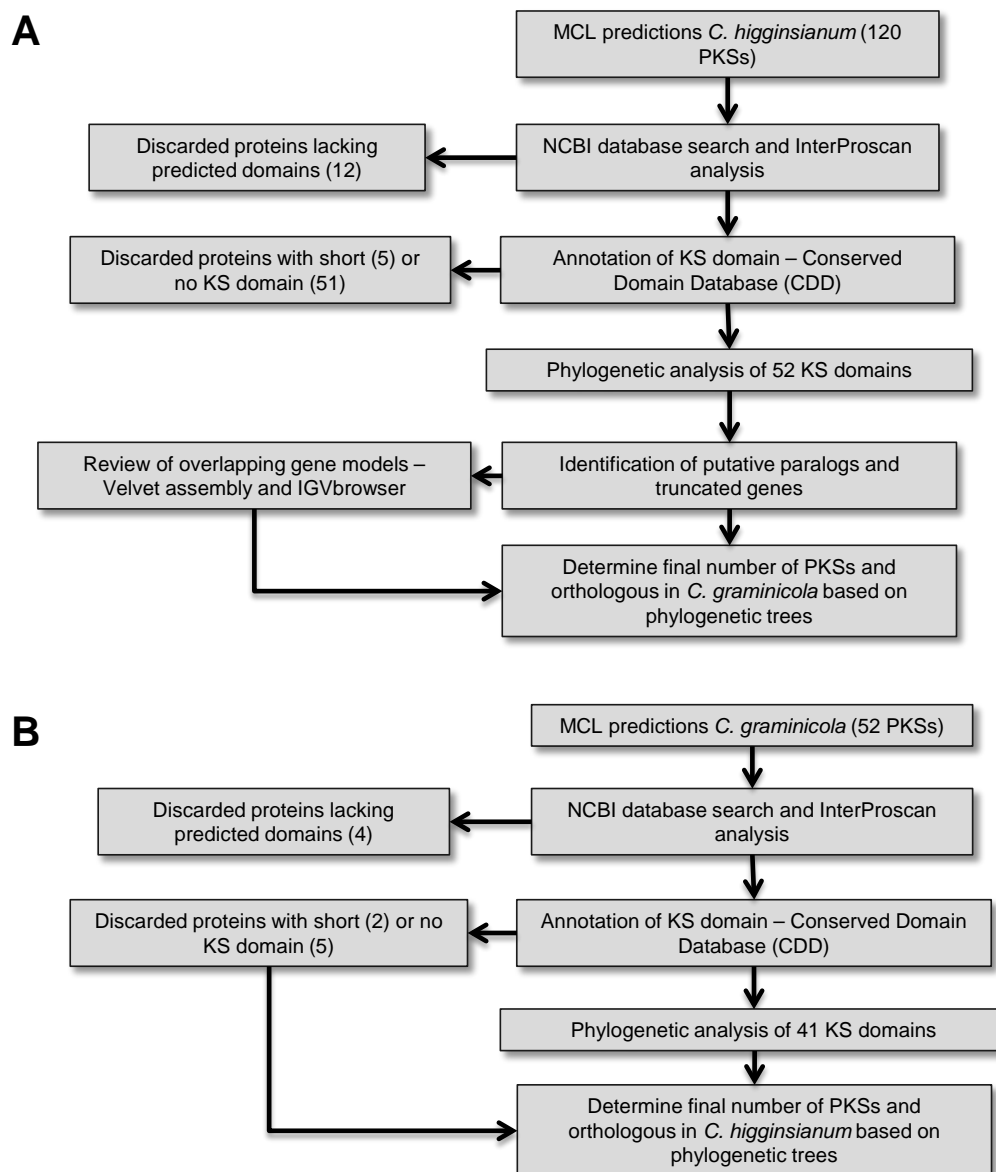 A
MCL predictions C. higginsianum (120
PKSs)
Discarded proteins lacking
predicted domains (12)
NCBI database search and InterProscan
analysis
Discarded proteins with short (5) or
no KS domain (51)
Annotation of KS domain – Conserved
Domain Database (CDD)
Phylogenetic analysis of 52 KS domains
Review of overlapping gene models –
Velvet assembly and IGVbrowser
Identification of putative paralogs and
truncated genes
Determine final number of PKSs and
orthologous in C. graminicola based on
phylogenetic trees
B
MCL predictions C. graminicola (52 PKSs)
Discarded proteins lacking
predicted domains (4)
NCBI database search and InterProscan
analysis
Discarded proteins with short (2) or no
KS domain (5)
Annotation of KS domain – Conserved Domain
Database (CDD)
Phylogenetic analysis of 41 KS domains
Determine final number of PKSs and
orthologous in C. higginsianum based on
phylogenetic trees